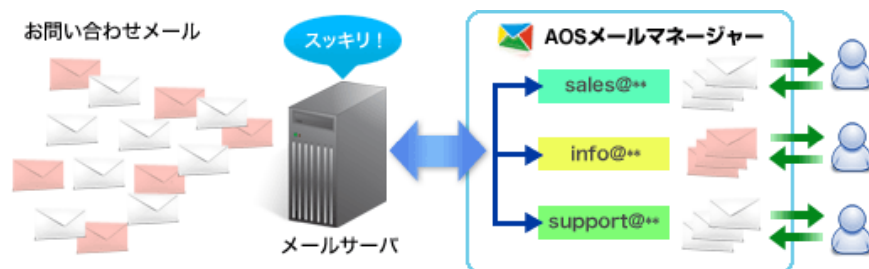 お問い合わせメール
スッキリ！
メールサーバ
AOSメールマネージャー
sales@**
info@**
support@**